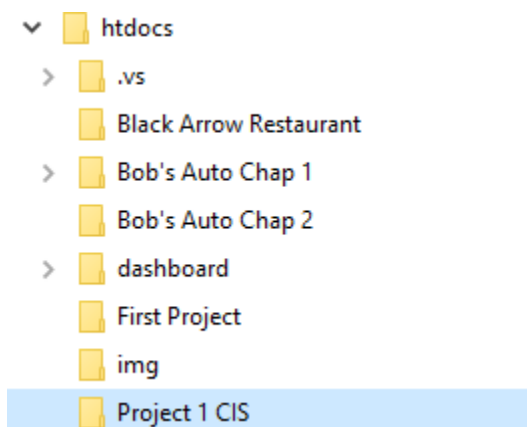 htdocs
.vs
Black Arrow Restaurant
Bob's Auto Chap 1
Bob's Auto Chap 2
dashboard
First Project
img
Project 1 CIS